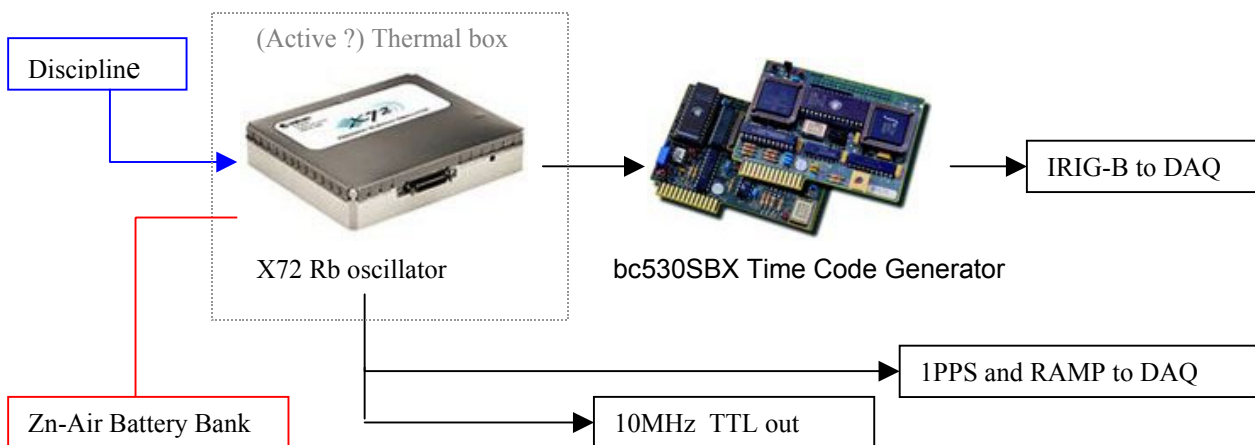 (Active ?) Thermal box
Discipline
X72
X72 Rb oscillator
bc530SBX Time Code Generator
IRIG-B to DAQ
1PPS and RAMP to DAQ
Zn-Air Battery Bank
10MHz TTL out